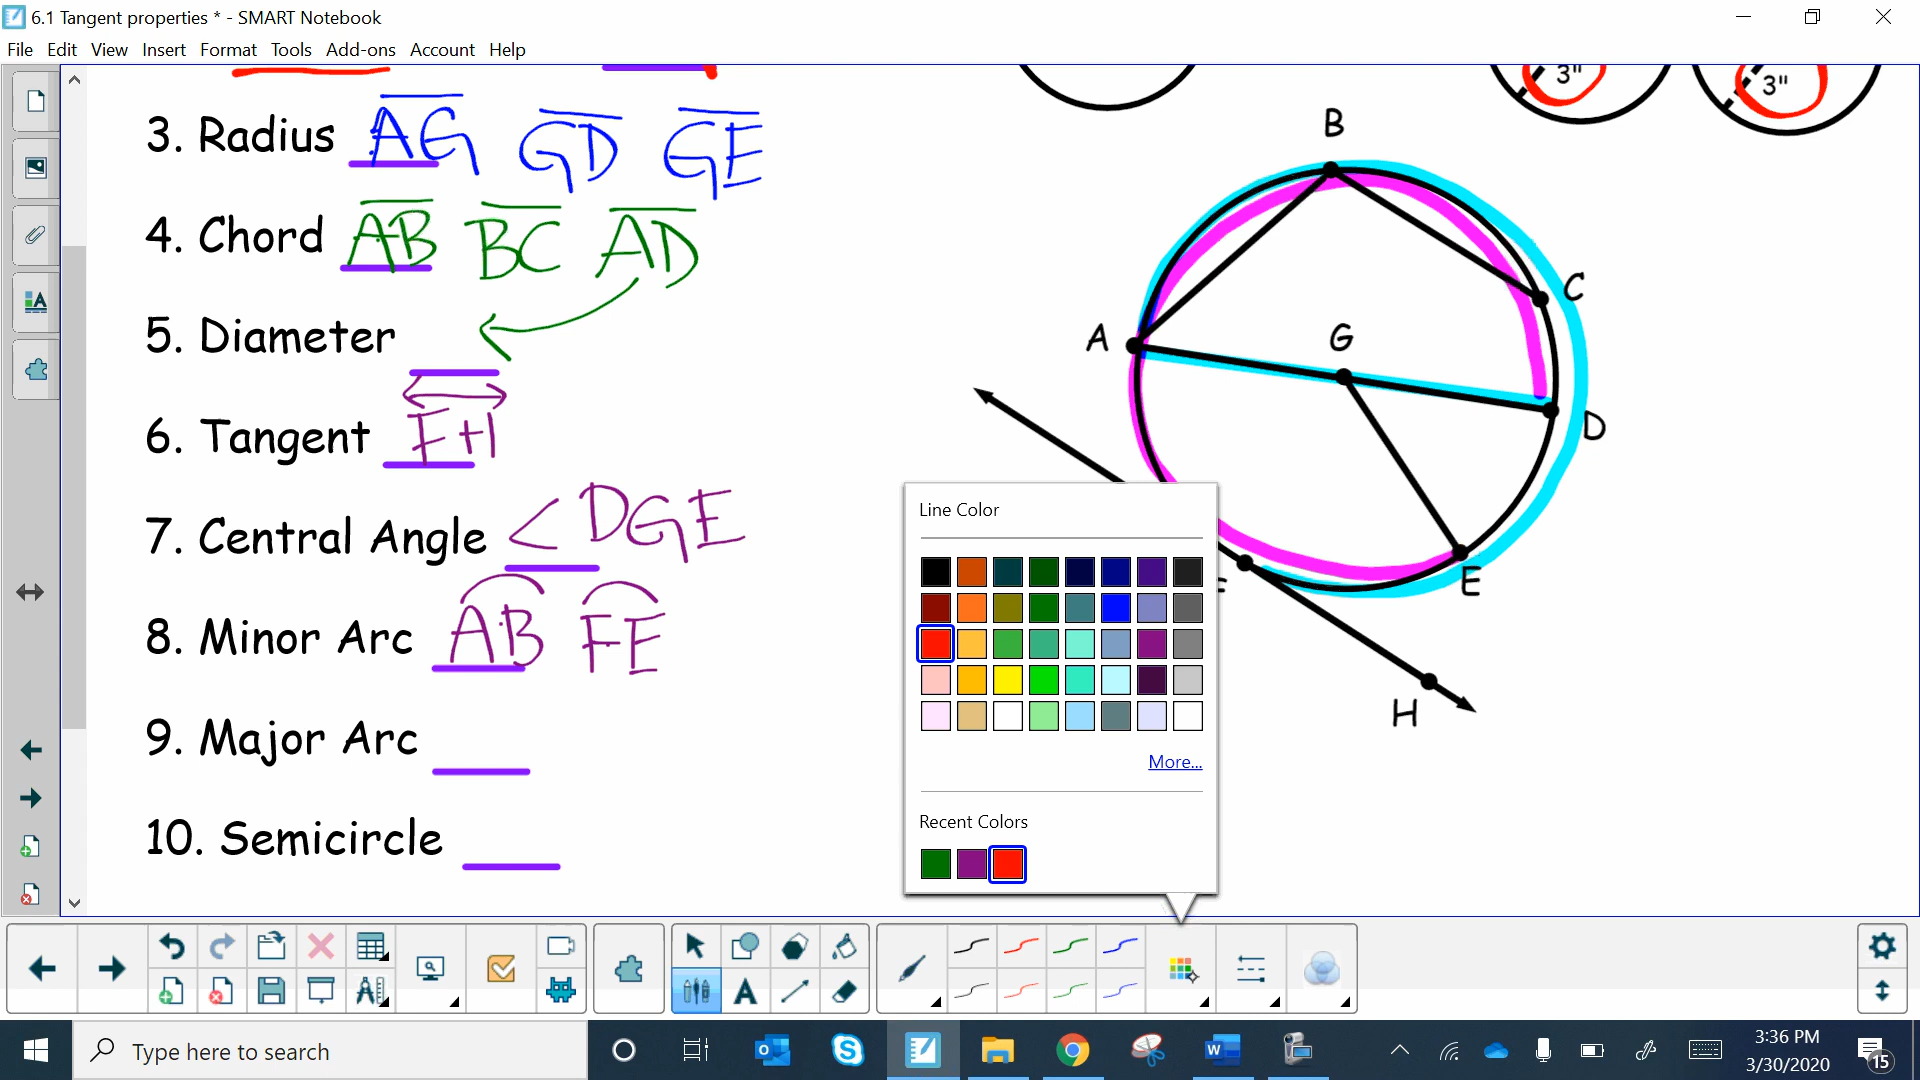 6.1 Tangent properties * - SMART Notebook
File Edit View Insert Format Tools Add-ons Account Help
3. Radius AG GD GE
4. Chord AB BC AD
5. Diameter
6. Tangent FH
7. Central Angle < DGE
8. Minor Arc AB FE
9. Major Arc
10. Semicircle
3"
3"
B
C
A
G
D
E
H
Line Color
More...
Recent Colors
A
Type here to search
3:36 PM
3/30/2020
15